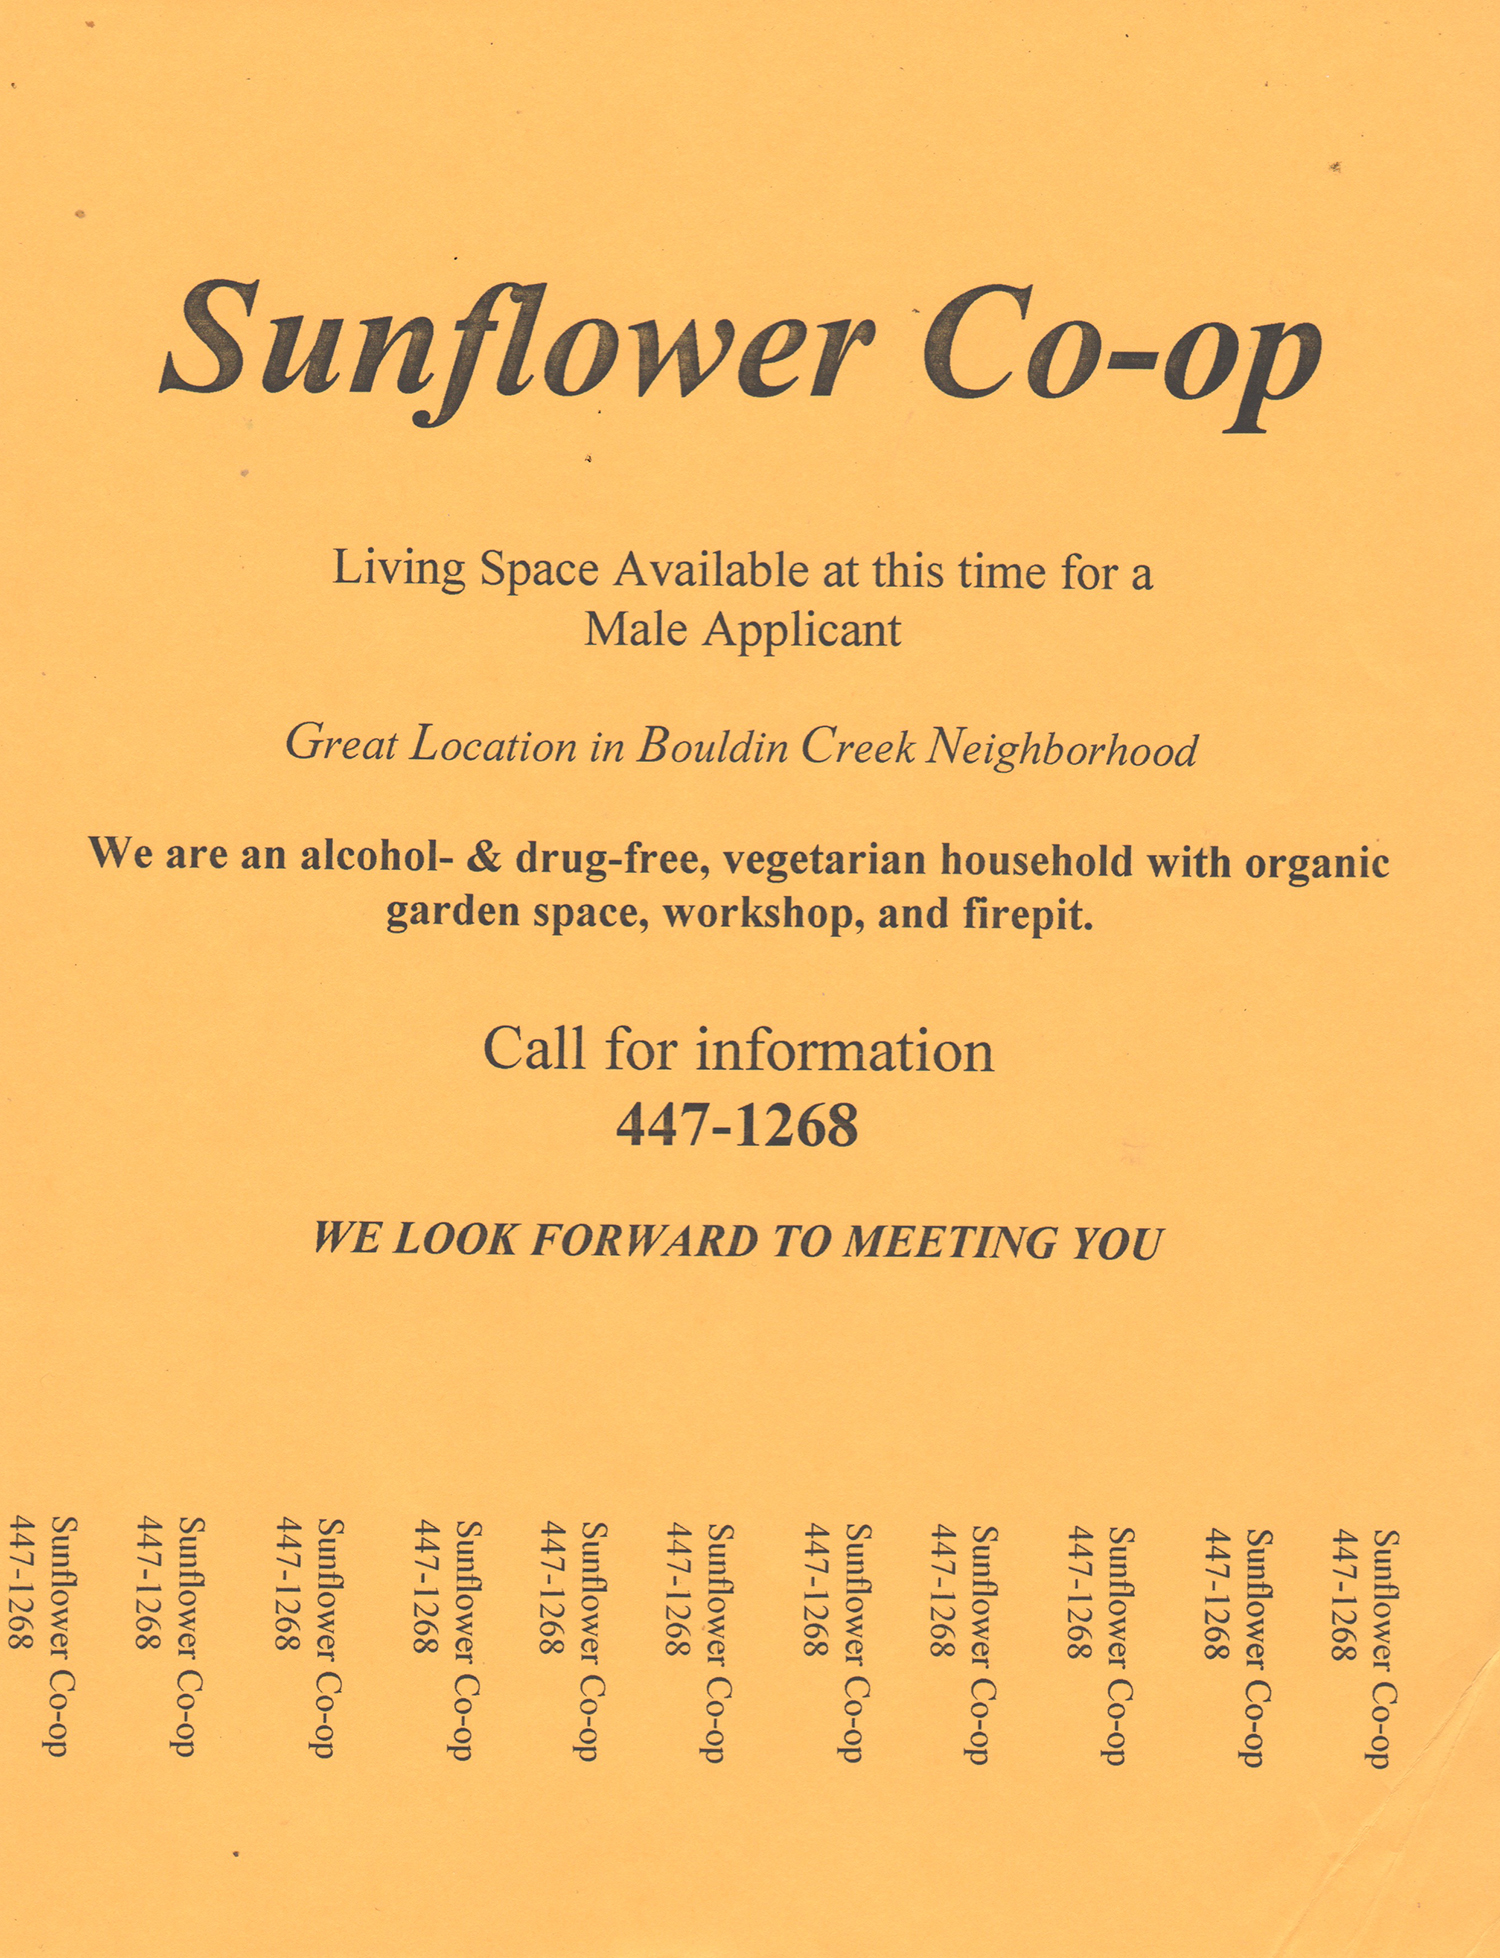 Sunflower Co-op
Living Space Available at this time for a
Male Applicant
Great Location in Bouldin Creek Neighborhood
We are an alcohol- & drug-free, vegetarian household with organic
garden space, workshop, and firepit.
Call for information
447-1268
WE LOOK FORWARD TO MEETING YOU
Sunflower Co-op
447-1268
Sunflower Co-op
447-1268
Sunflower Co-op
447-1268
Sunflower Co-op
447-1268
Sunflower Co-op
447-1268
Sunflower Co-op
447-1268
Sunflower Co-op
447-1268
Sunflower Co-op
447-1268
Sunflower Co-op
447-1268
Sunflower Co-op
447-1268
Sunflower Co-op
447-1268